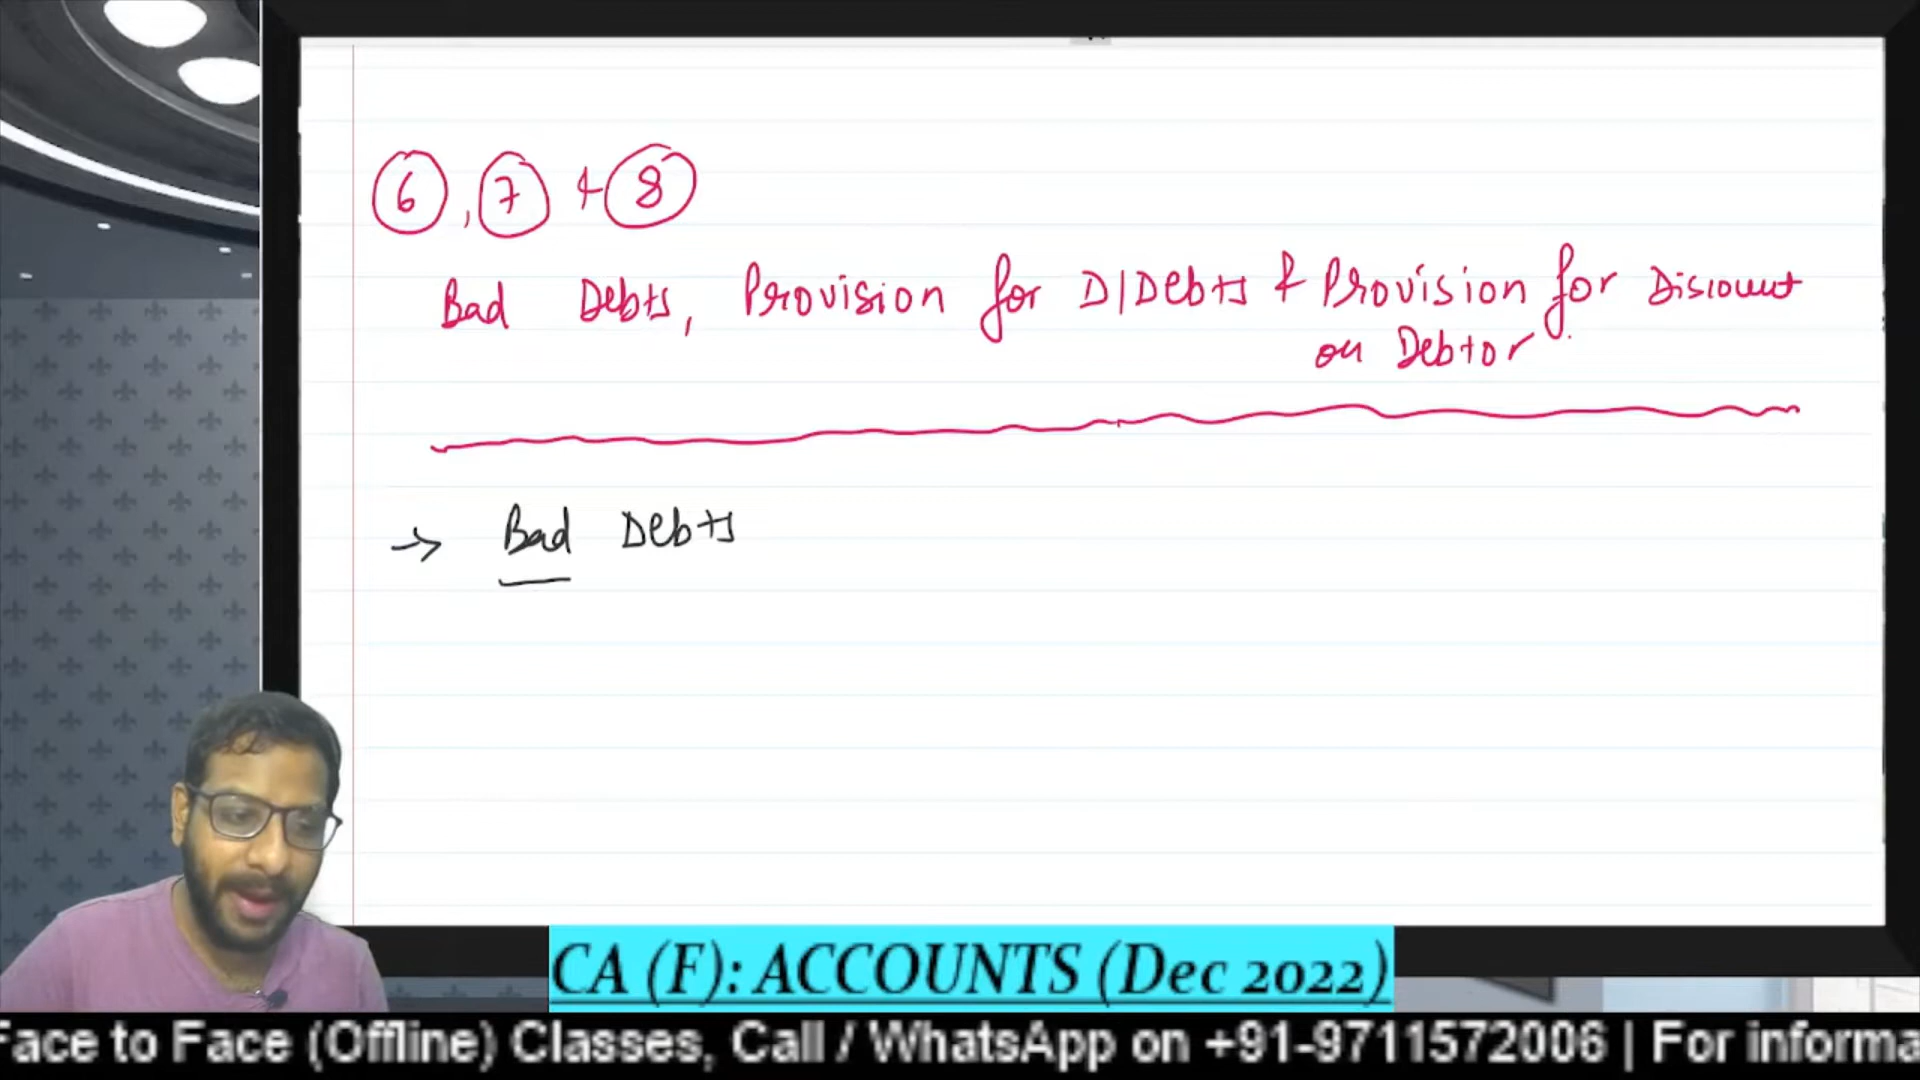 6, 7 & 8
Bad Debts, Provision for D/Debts & Provision for Discount
on Debtor
→ Bad Debts
CA (F): ACCOUNTS (Dec 2022)
Face to Face (Offline) Classes, Call / WhatsApp on +91-9711572006 | For informa